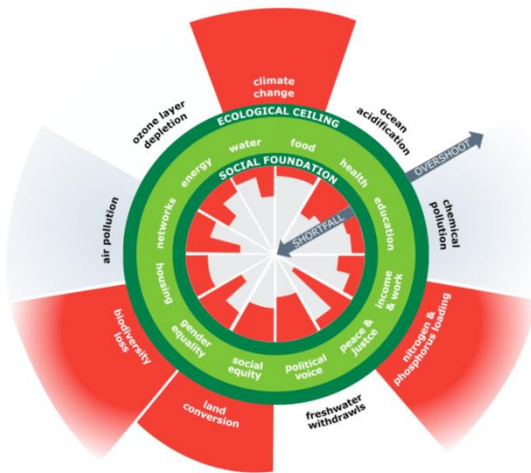 climate
change
ozone layer
depletion
ocean
acidification
ECOLOGICAL CEILING
OVERSHOOT
water
food
energy
health
SOCIAL FOUNDATION
networks
education
SHORTFALL
air pollution
chemical
pollution
housing
income
& work
gender
equality
peace &
justce
social
equity
political
voice
biodiversity
loss
nitrogen &
phosphorus loading
land
conversion
freshwater
withdrawls